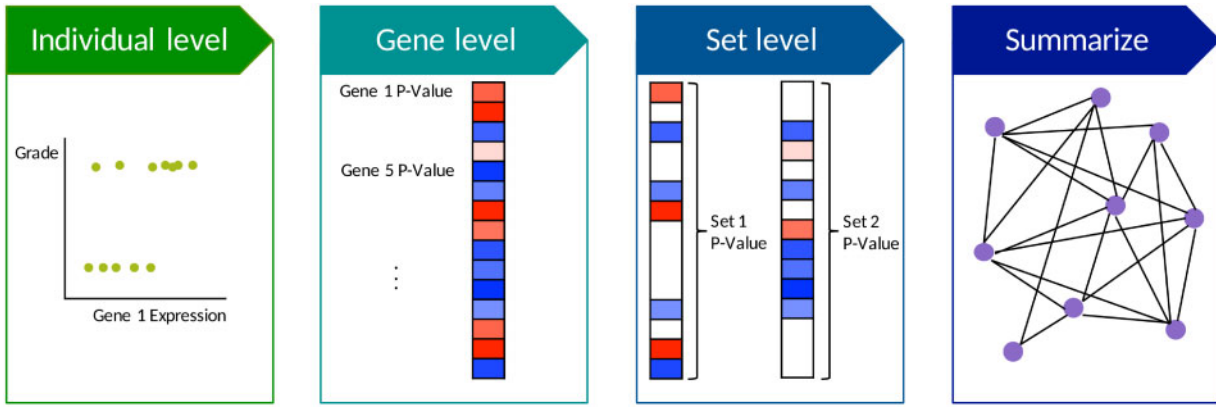 Individual level
Grade
Gene 1 Expression
Gene level
Gene 1 P-Value
Gene 5 P-Value
Set level
Set 1
P-Value
Set 2
P-Value
Summarize